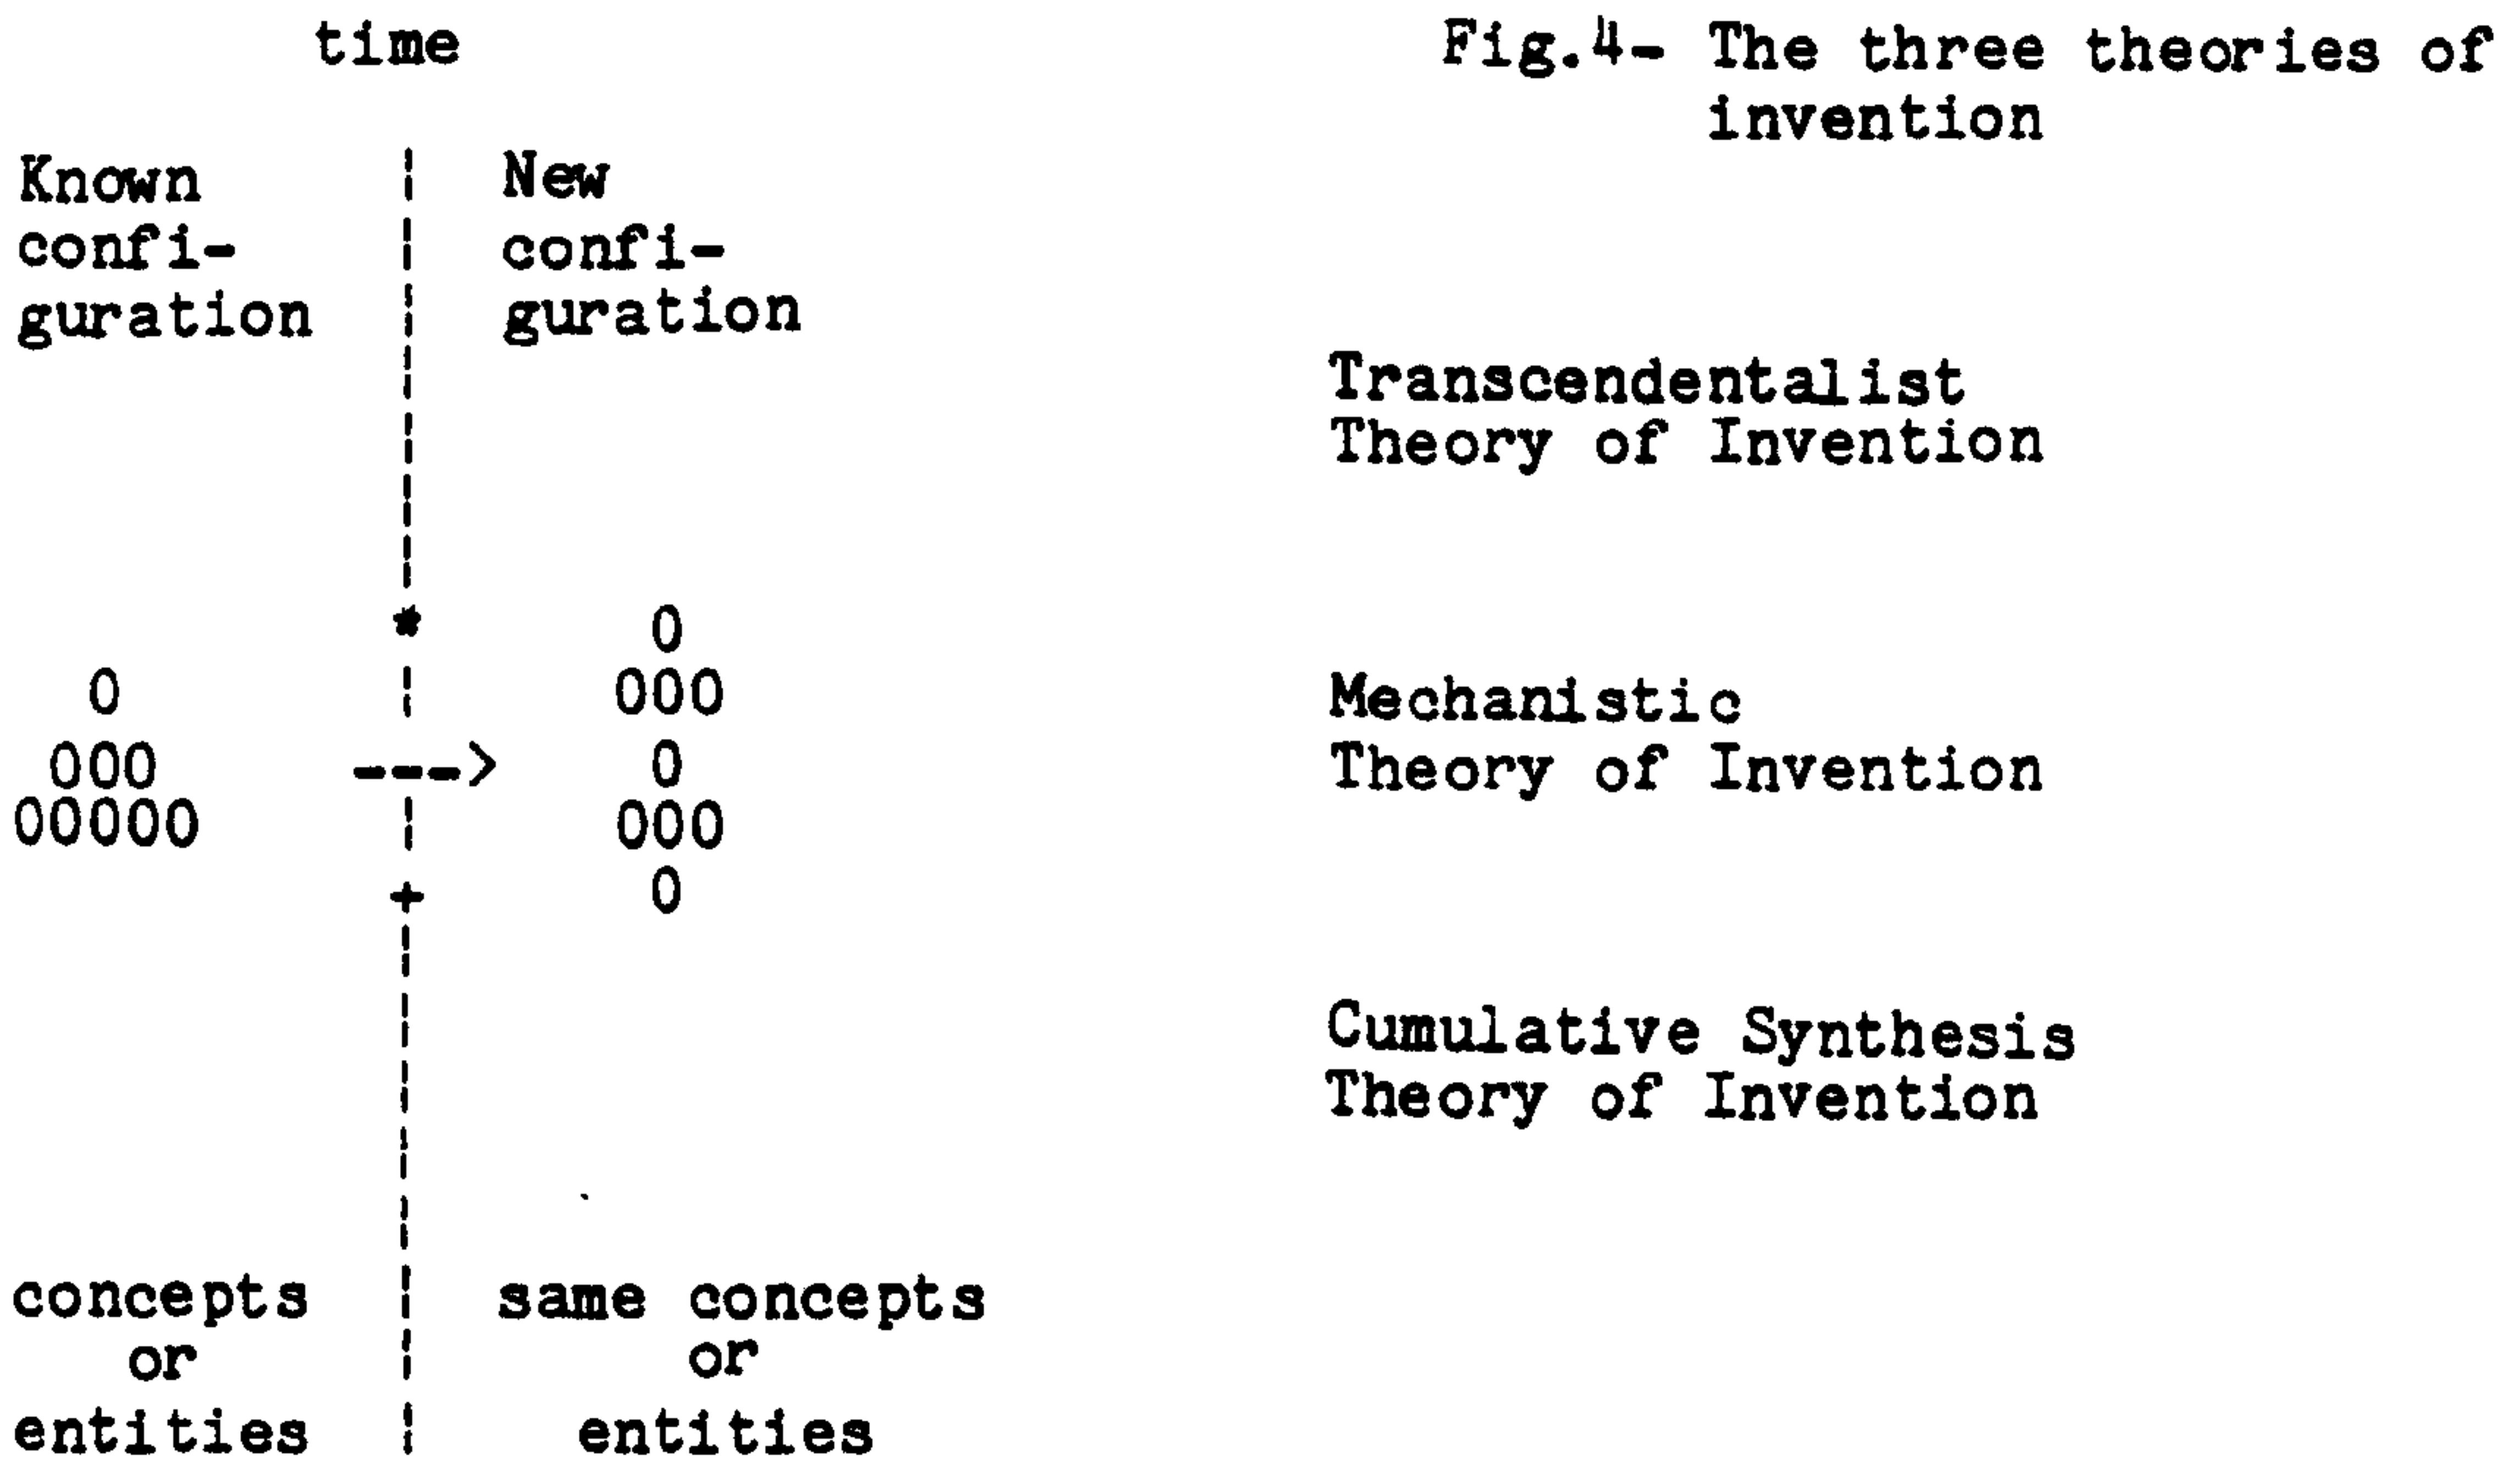 time
Fig.4- The three theories of
invention
Known
confi-
guration
New
confi-
guration
Transcendentalist
Theory of Invention
*
0
0
000
Mechanistic
000
--->
0
Theory of Invention
00000
000
+
0
Cumulative Synthesis
Theory of Invention
concepts
or
entities
same concepts
or
entities